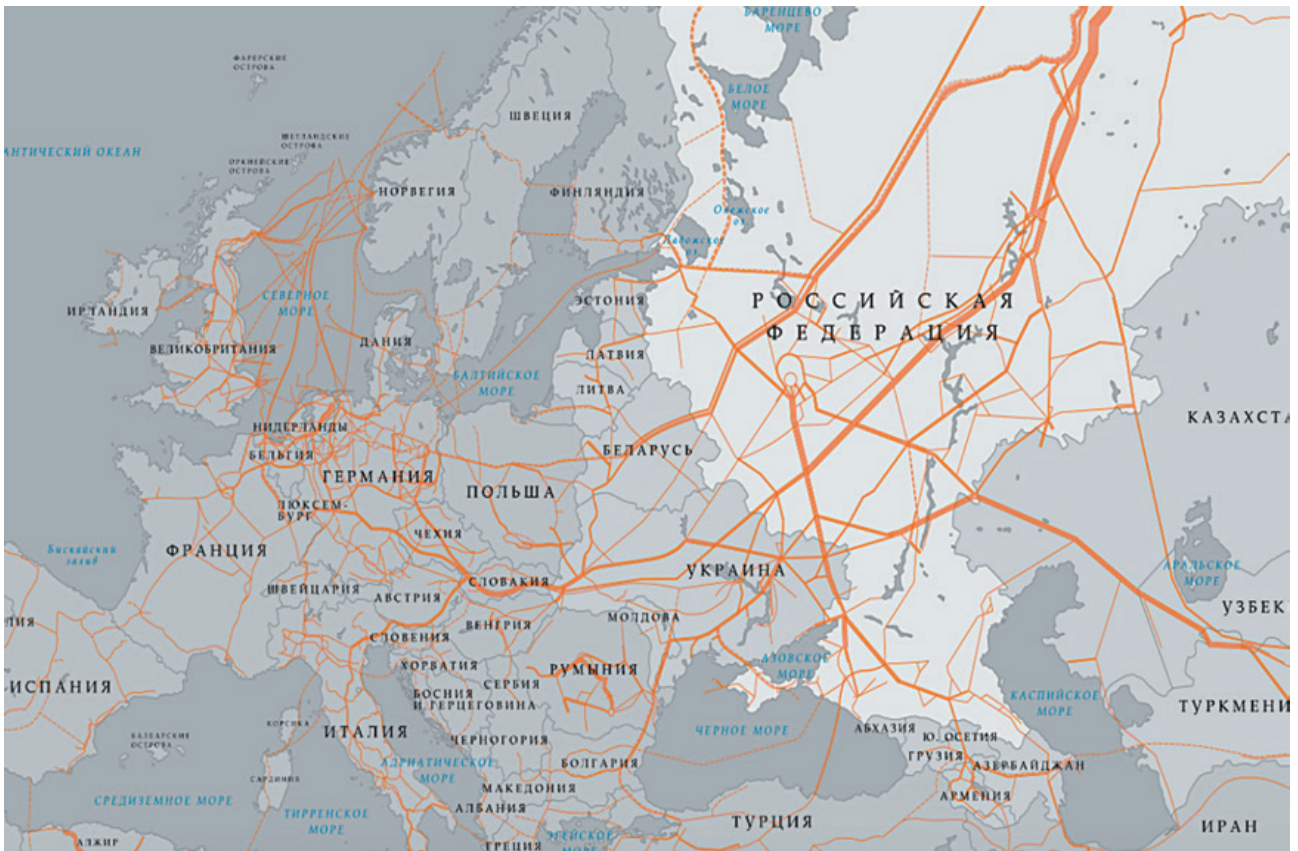 БАРЕНЦЕВО
МОРЕ
ФАРЕРСКИЕ
ОСТРОВА
БЕЛОЕ
МОРЕ
ШВЕЦИЯ
ШЕТЛАНДСКИЕ
ОСТРОВА
АНТИЧЕСКИЙ ОКЕАН
ОРКНЕЙСКИЕ
ОСТРОВА
НОРВЕГИЯ
ФИНЛЯНДИЯ
Онежское
оз.
Ладожское
оз.
СЕВЕРНОЕ
МОРЕ
ЭСТОНИЯ
РОССИЙСКАЯ
ФЕДЕРАЦИЯ
ИРЛАНДИЯ
ВЕЛИКОБРИТАНИЯ
ДАНИЯ
ЛАТВИЯ
БАЛТИЙСКОЕ
МОРЕ
ЛИТВА
КАЗАХСТА
НИДЕРЛАНДЫ
БЕЛЬГИЯ
БЕЛАРУСЬ
ГЕРМАНИЯ
ПОЛЬША
ЛЮКСЕМ-
БУРГ
ЧЕХИЯ
Бискайский
залив
ФРАНЦИЯ
УКРАИНА
АРАЛЬСКОЕ
МОРЕ
СЛОВАКИЯ
ШВЕЙЦАРИЯ
АВСТРИЯ
УЗБЕК
ЛИЯ
ВЕНГРИЯ
МОЛДОВА
СЛОВЕНИЯ
ХОРВАТИЯ
РУМЫНИЯ
АЗОВСКОЕ
МОРЕ
ИСПАНИЯ
СЕРБИЯ
БОСНИЯ
И ГЕРЦЕГОВИНА
КАСПИЙСКОЕ
МОРЕ
ТУРКМЕНИ
КОРСИКА
ИТАЛИЯ
ЧЕРНОЕ МОРЕ
АБХАЗИЯ
Ю. ОСЕТИЯ
БАЛЕАРСКИЕ
ОСТРОВА
ЧЕРНОГОРИЯ
ГРУЗИЯ
АЗЕРБАЙДЖАН
АДРИАТИЧЕСКОЕ
МОРЕ
БОЛГАРИЯ
САРДИНИЯ
МАКЕДОНИЯ
АРМЕНИЯ
СРЕДИЗЕМНОЕ МОРЕ
АЛБАНИЯ
ТИРРЕНСКОЕ
МОРЕ
ТУРЦИЯ
ИРАН
ЭГЕЙСКОЕ
МОРЕ
АЛЖИР
ГРЕЦИЯ